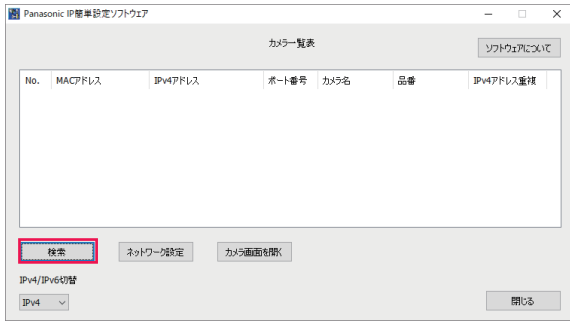 Panasonic IP簡単設定ソフトウェア
カメラ一覧表
ソフトウェアについて
No. MACアドレス IPv4アドレス ポート番号 カメラ名 品番 IPv4アドレス重複
検索 ネットワーク設定 カメラ画面を開く
IPv4/IPv6切替
IPv4 閉じる